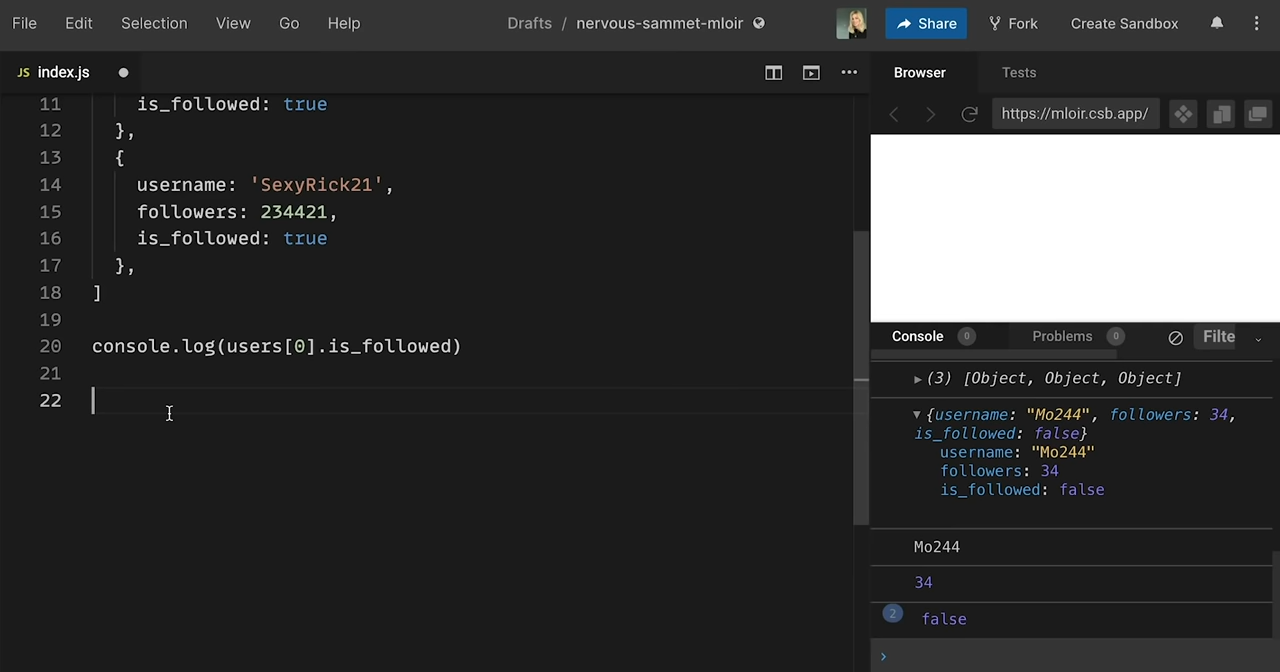 File Edit Selection View Go Help Drafts / nervous-sammet-mloir Share Fork Create Sandbox
JS index.js
11 is_followed: true
12 },
13 {
14 username: 'SexyRick21',
15 followers: 234421,
16 is_followed: true
17 },
18 ]
19
20 console.log(users[0].is_followed)
21
22
Browser Tests
https://mloir.csb.app/
Console 0 Problems 0 Filte
(3) [Object, Object, Object]
{username: "Mo244", followers: 34,
is_followed: false}
username: "Mo244"
followers: 34
is_followed: false
Mo244
34
2 false